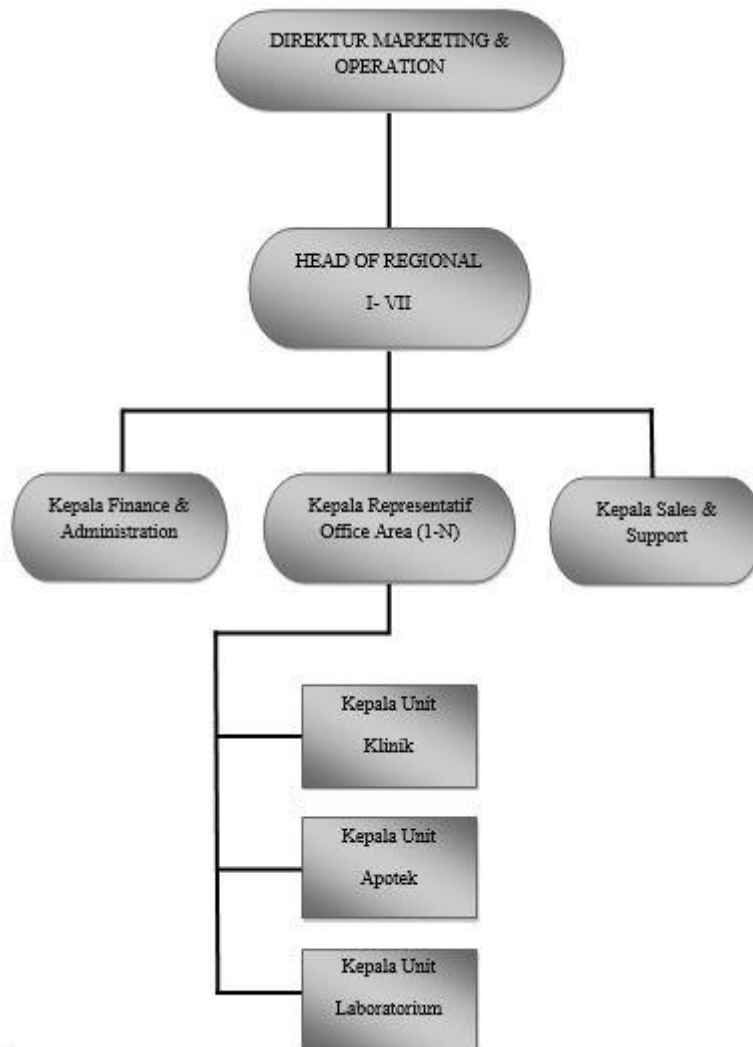 DIREKTUR MARKETING &
OPERATION
HEAD OF REGIONAL
I- VII
Kepala Finance &
Administration
Kepala Representatif
Office Area (1-N)
Kepala Sales &
Support
Kepala Unit
Klinik
Kepala Unit
Apotek
Kepala Unit
Laboratorium